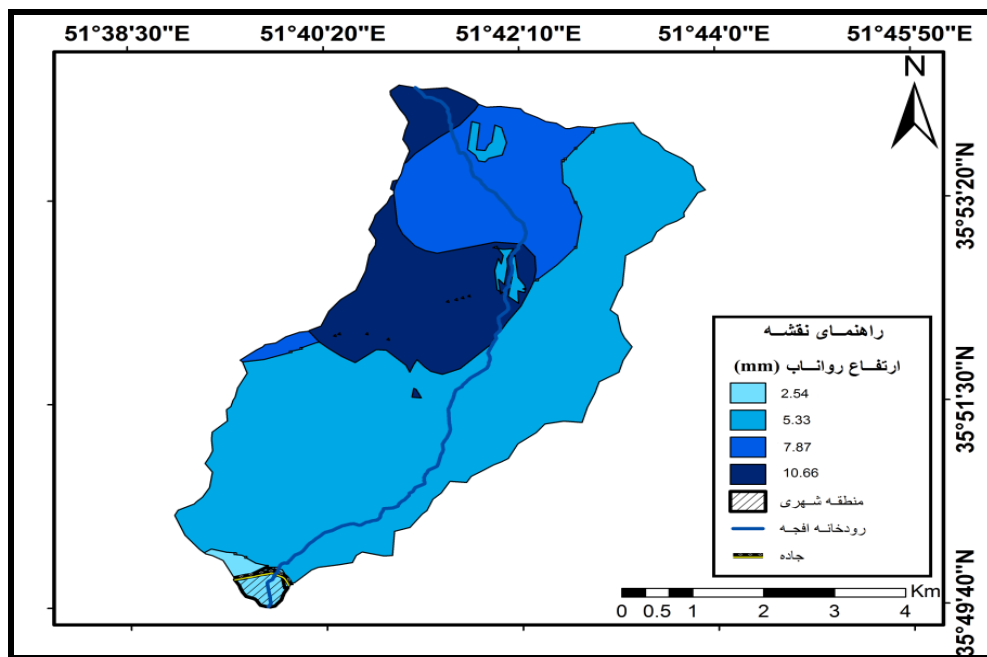 51°38'30"E 51°40'20"E 51°42'10"E 51°44'0"E 51°45'50"E
N
35°53'20"N
35°51'30"N
35°49'40"N
راهنمـای نقشــه
ارتفـاع روانـاب (mm)
2.54
5.33
7.87
10.66
منطقـه شـهری
رودخانـه افجـه
جاده
Km
0 0.5 1 2 3 4